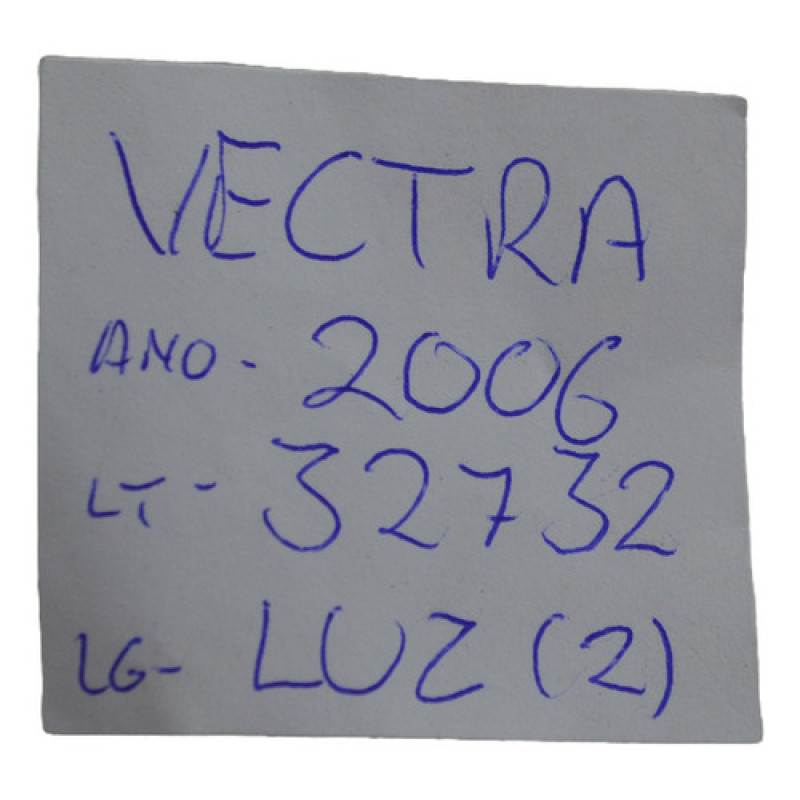 VECTRA
ANO - 2006
LT - 32732
LG - LUZ (2)